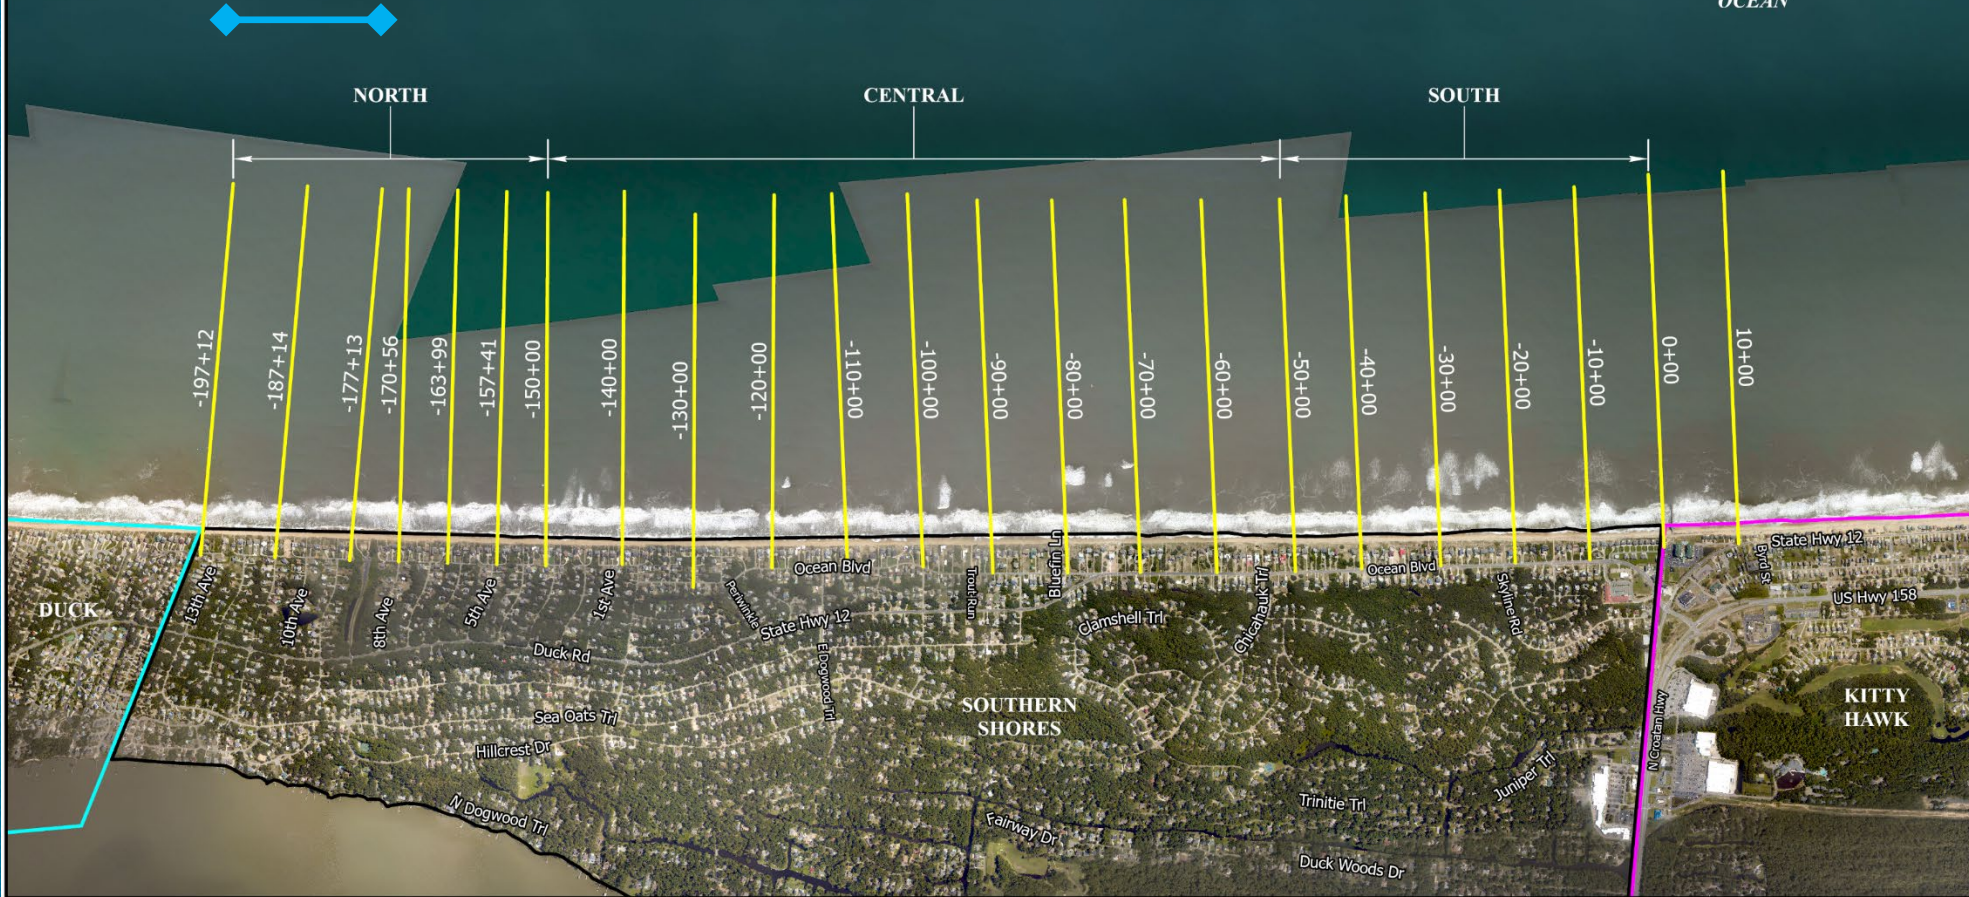 OCEAN
NORTH
CENTRAL
SOUTH
-197+12
-187+14
-177+13
-170+56
-163+99
-157+41
-150+00
-140+00
-130+00
-120+00
-110+00
-100+00
-90+00
-80+00
-70+00
-60+00
-50+00
-40+00
-30+00
-20+00
-10+00
0+00
10+00
State Hwy 12
Ocean Blvd
Ocean Blvd
Bluefin Ln
Byrd St
DUCK
13th Ave
10th Ave
8th Ave
5th Ave
1st Ave
Periwinkle
State Hwy 12
Trout Run
Clamshell Trl
Chicahauk Trl
Skyline Rd
US Hwy 158
Duck Rd
E Dogwood Trl
SOUTHERN
SHORES
KITTY
HAWK
Sea Oats Trl
Hillcrest Dr
N Croatan Hwy
N Dogwood Trl
Fairway Dr
Trinitie Trl
Juniper Trl
Duck Woods Dr